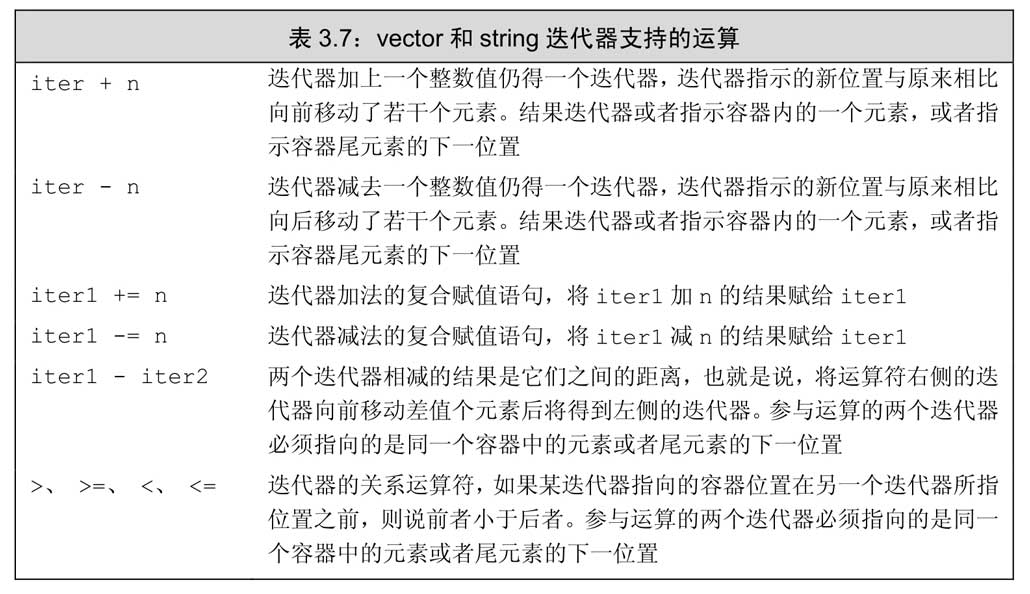 表 3.7：vector 和 string 迭代器支持的运算
iter + n 迭代器加上一个整数值仍得一个迭代器，迭代器指示的新位置与原来相比
向前移动了若干个元素。结果迭代器或者指示容器内的一个元素，或者指
示容器尾元素的下一位置
iter - n 迭代器减去一个整数值仍得一个迭代器，迭代器指示的新位置与原来相比
向后移动了若干个元素。结果迭代器或者指示容器内的一个元素，或者指
示容器尾元素的下一位置
iter1 += n 迭代器加法的复合赋值语句，将 iter1 加 n 的结果赋给 iter1
iter1 -= n 迭代器减法的复合赋值语句，将 iter1 减 n 的结果赋给 iter1
iter1 - iter2 两个迭代器相减的结果是它们之间的距离，也就是说，将运算符右侧的迭
代器向前移动差值个元素后将得到左侧的迭代器。参与运算的两个迭代器
必须指向的是同一个容器中的元素或者尾元素的下一位置
>、 >=、 <、 <= 迭代器的关系运算符，如果某迭代器指向的容器位置在另一个迭代器所指
位置之前，则说前者小于后者。参与运算的两个迭代器必须指向的是同一
个容器中的元素或者尾元素的下一位置